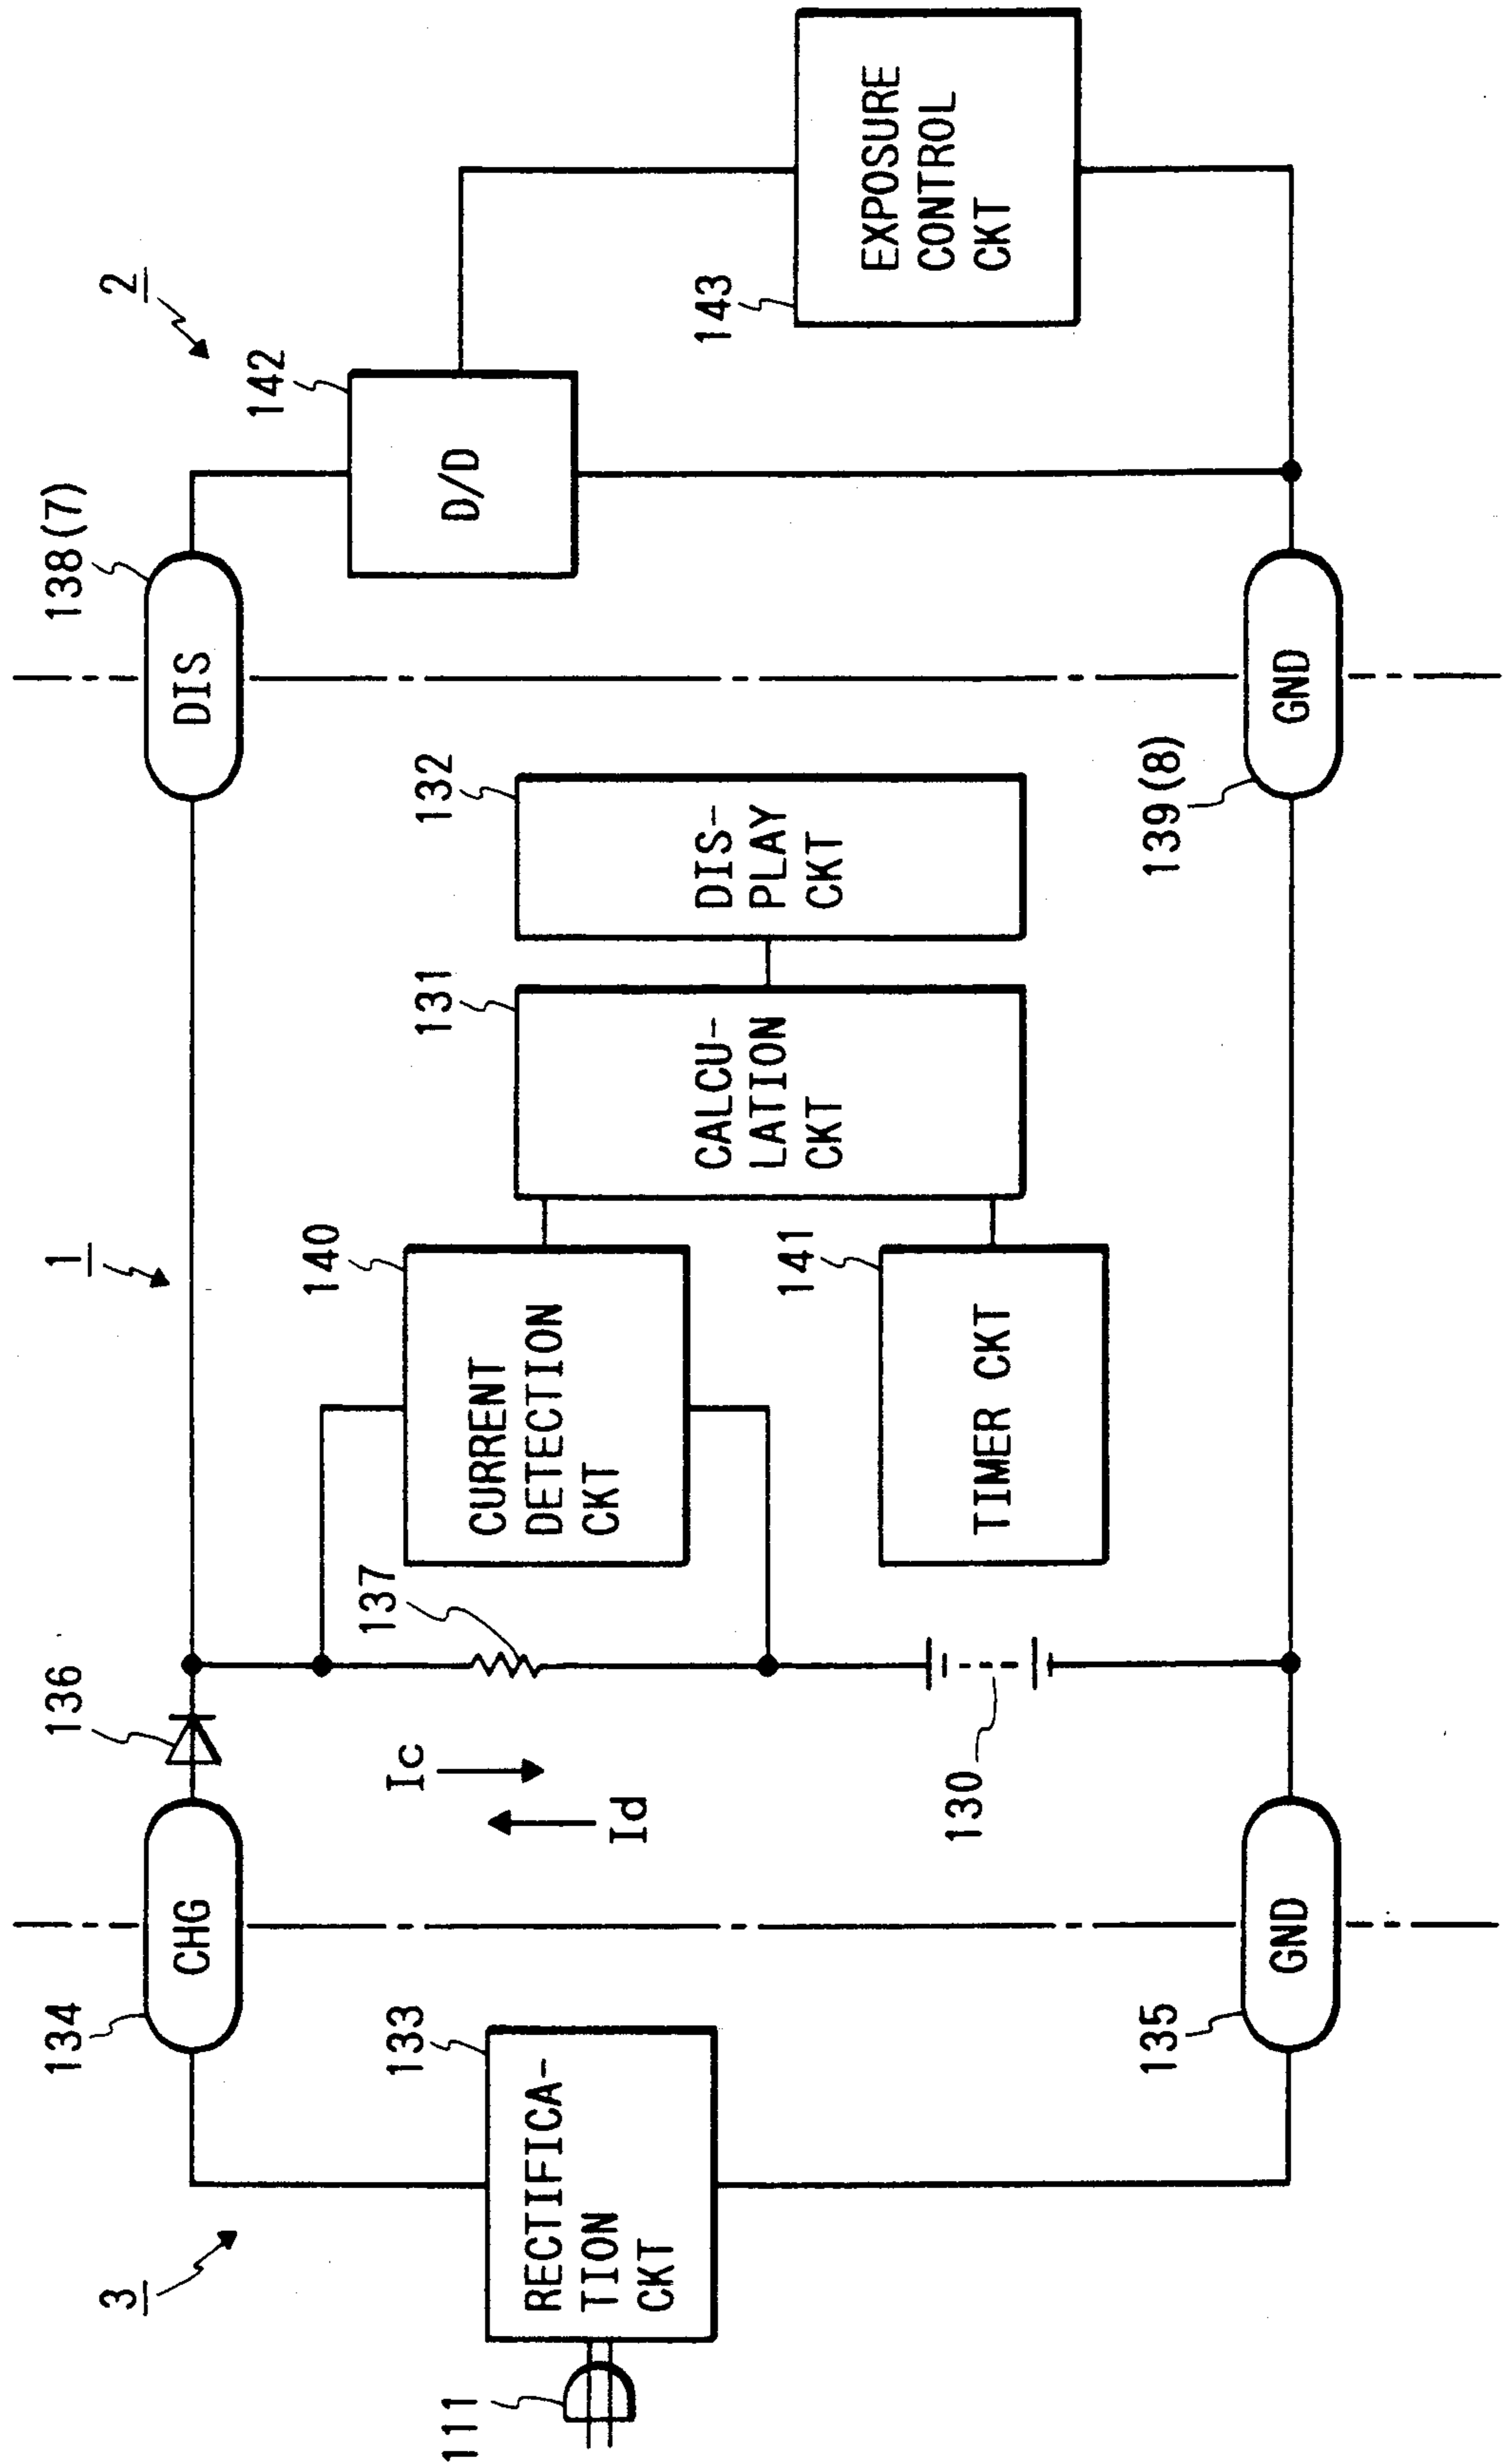 3
1
2
111
RECTIFICA-
TION
CKT
133
134
CHG
135
GND
136
Ic
Id
130
137
CURRENT
DETECTION
CKT
140
TIMER CKT
141
CALCU-
LATION
CKT
131
DIS-
PLAY
CKT
132
138(7)
DIS
139(8)
GND
D/D
142
EXPOSURE
CONTROL
CKT
143